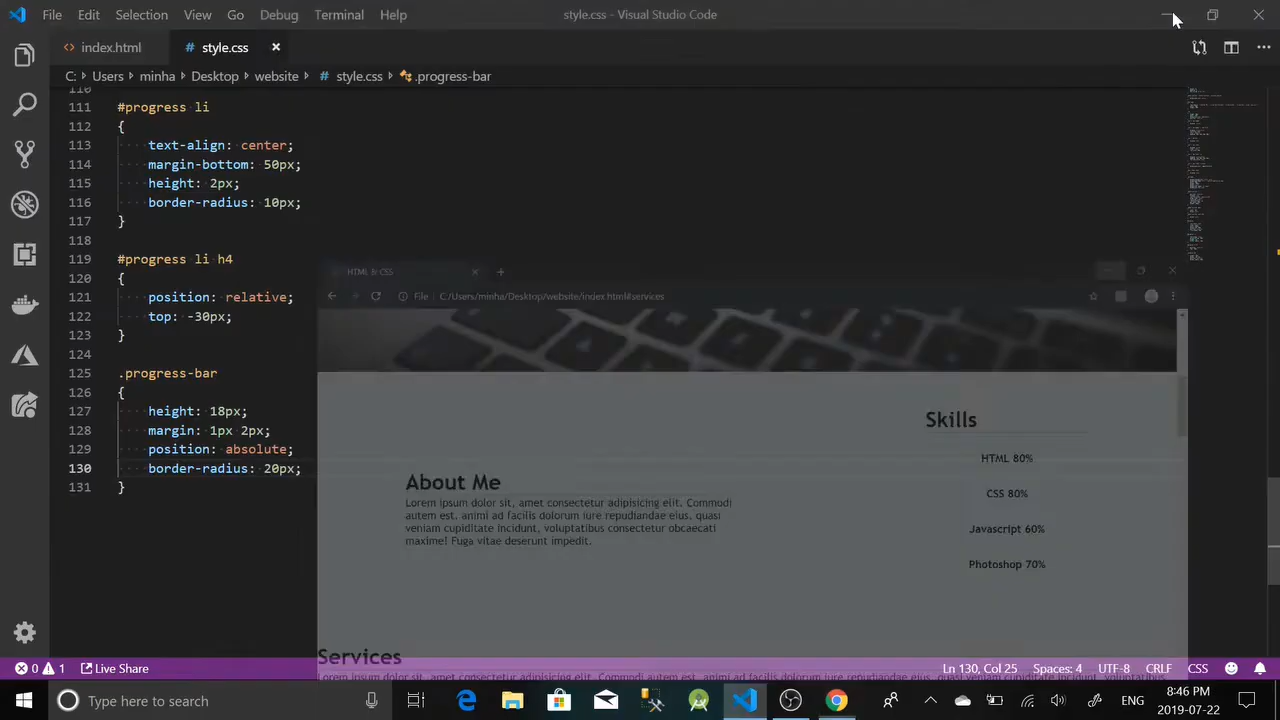 File Edit Selection View Go Debug Terminal Help style.css - Visual Studio Code
index.html style.css
C: > Users > minha > Desktop > website > style.css > .progress-bar
110
111 #progress li
112 {
113 text-align: center;
114 margin-bottom: 50px;
115 height: 2px;
116 border-radius: 10px;
117 }
118
119 #progress li h4
120 {
121 position: relative;
122 top: -30px;
123 }
124
125 .progress-bar
126 {
127 height: 18px;
128 margin: 1px 2px;
129 position: absolute;
130 border-radius: 20px;
131 }
HTML & CSS
File C:/Users/minha/Desktop/website/index.html#services
Skills
HTML 80%
CSS 80%
Javascript 60%
Photoshop 70%
About Me
Lorem ipsum dolor sit, amet consectetur adipisicing elit. Commodi
autem est, animi ad facilis dolorum iure repudiandae eius, quasi
veniam cupiditate incidunt, voluptatibus consectetur obcaecati
maxime! Fuga vitae deserunt impedit.
Services
0 1 Live Share Ln 130, Col 25 Spaces: 4 UTF-8 CRLF CSS
Type here to search ENG 3:46 PM
2019-07-22